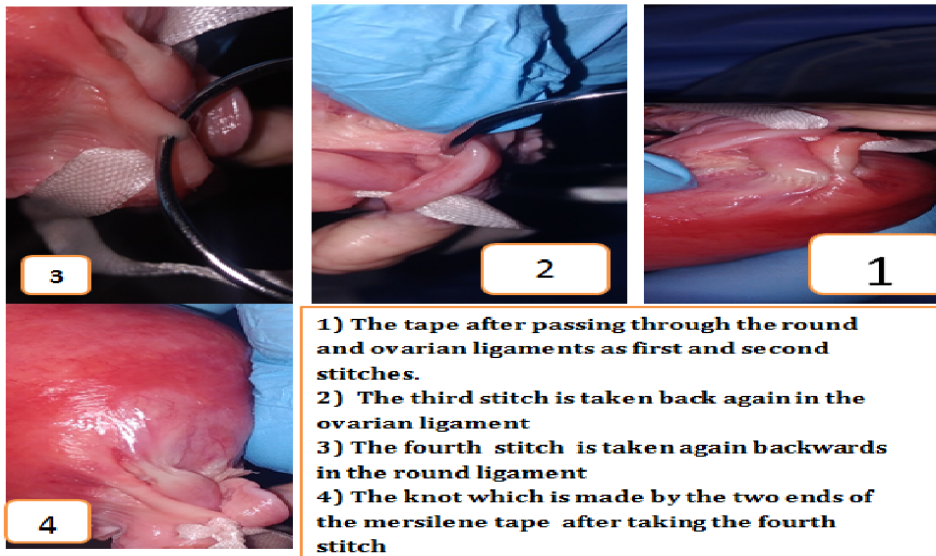 3
2
1
4
1) The tape after passing through the round
and ovarian ligaments as first and second
stitches.
2) The third stitch is taken back again in the
ovarian ligament
3) The fourth stitch is taken again backwards
in the round ligament
4) The knot which is made by the two ends of
the mersilene tape after taking the fourth
stitch